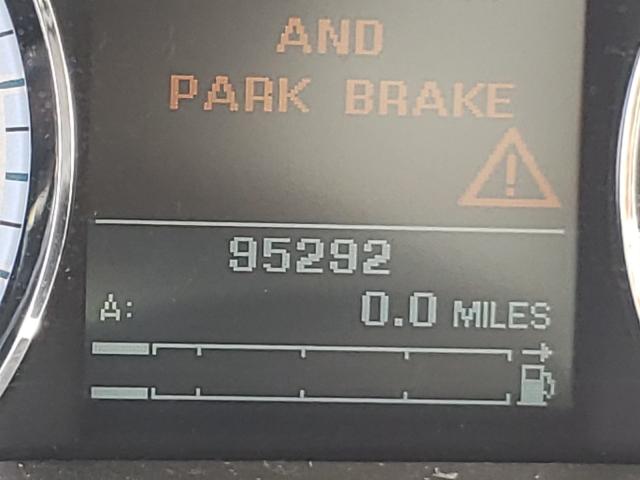 AND
PARK BRAKE
95292
A: 0.0 MILES